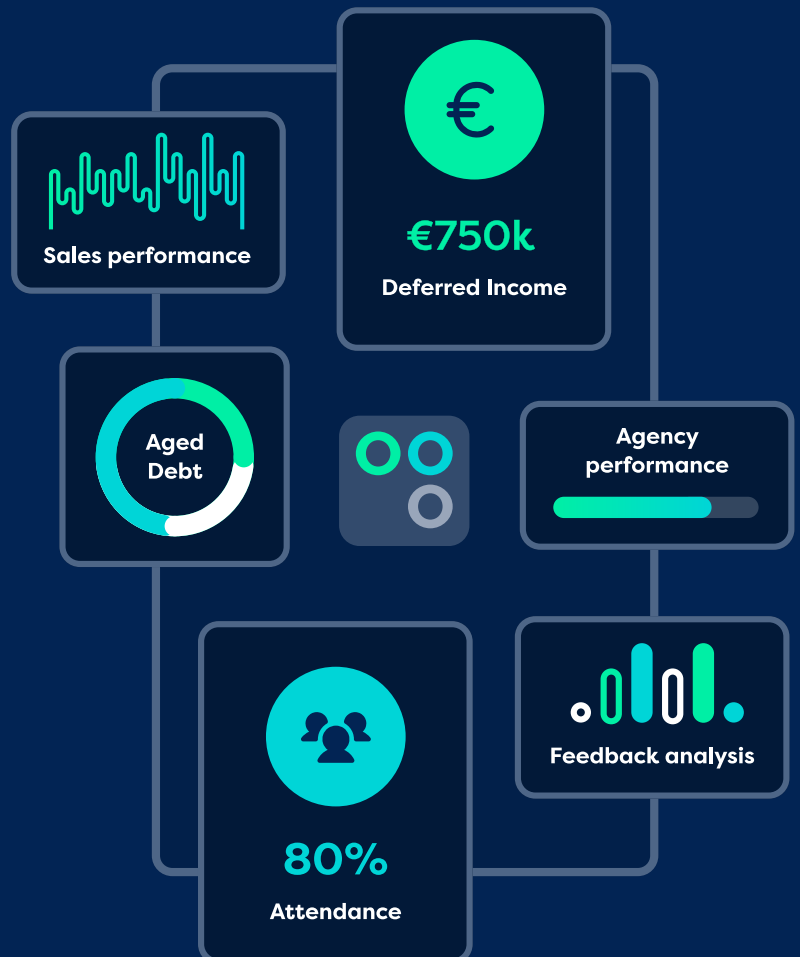 €
€750k
Deferred Income
Sales performance
Aged
Debt
Agency
performance
Feedback analysis
80%
Attendance